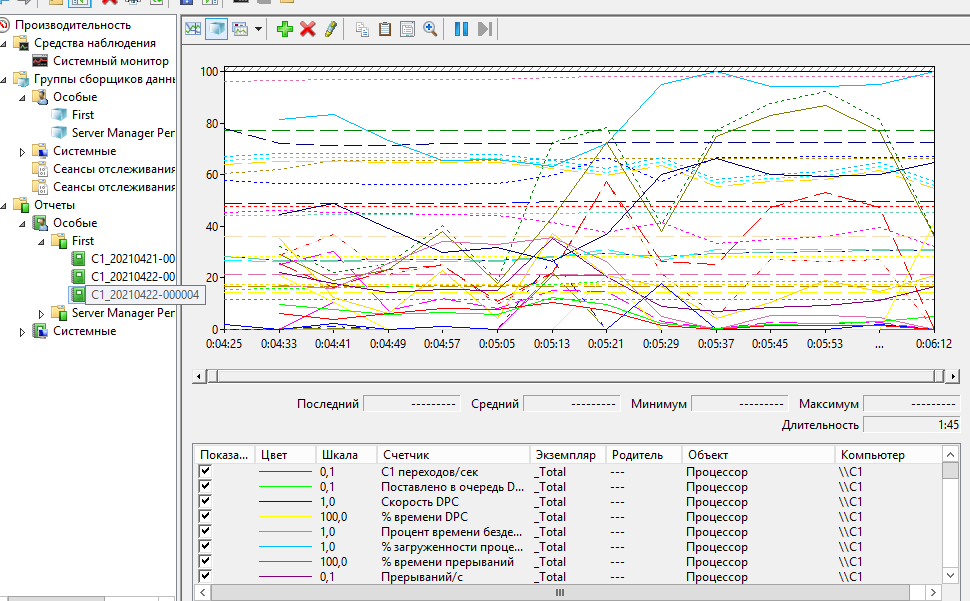 Производительность
Средства наблюдения
Системный монитор
Группы сборщиков данн
Особые
First
Server Manager Per
Системные
Сеансы отслеживания
Сеансы отслеживания
Отчеты
Особые
First
C1_20210421-00
C1_20210422-00
C1_20210422-000004
Server Manager Per
Системные
100
80
60
40
20
0
0:04:25 0:04:33 0:04:41 0:04:49 0:04:57 0:05:05 0:05:13 0:05:21 0:05:29 0:05:37 0:05:45 0:05:53 ... 0:06:12
Последний --------- Средний --------- Минимум --------- Максимум ---------
Длительность 1:45
Показа... Цвет Шкала Счетчик Экземпляр Родитель Объект Компьютер
0,1 C1 переходов/сек _Total --- Процессор \\C1
0,1 Поставлено в очередь D... _Total --- Процессор \\C1
1,0 Скорость DPC _Total --- Процессор \\C1
100,0 % времени DPC _Total --- Процессор \\C1
1,0 Процент времени безде... _Total --- Процессор \\C1
1,0 % загруженности проце... _Total --- Процессор \\C1
100,0 % времени прерываний _Total --- Процессор \\C1
0,1 Прерываний/с _Total --- Процессор \\C1